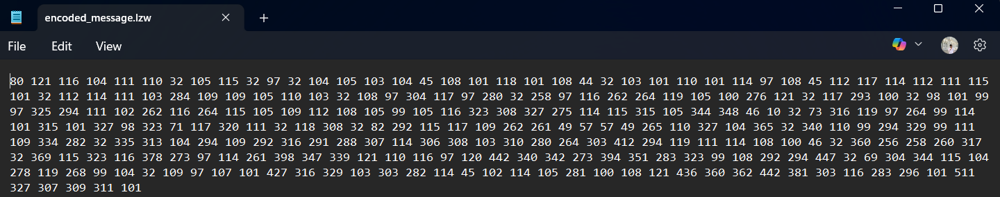 encoded_message.lzw
File Edit View
80 121 116 104 111 110 32 105 115 32 97 32 104 105 103 104 45 108 101 118 101 108 44 32 103 101 110 101 114 97 108 45 112 117 114 112 111 115
101 32 112 114 111 103 284 109 109 105 110 103 32 108 97 304 117 97 280 32 258 97 116 262 264 119 105 100 276 121 32 117 293 100 32 98 101 99
97 325 294 111 102 262 116 264 115 105 109 112 108 105 99 105 116 323 308 327 275 114 115 315 105 344 348 46 10 32 73 316 119 97 264 99 114
101 315 101 327 98 323 71 117 320 111 32 118 308 32 82 292 115 117 109 262 261 49 57 57 49 265 110 327 104 365 32 340 110 99 294 329 99 111
109 334 282 32 335 313 104 294 109 292 316 291 288 307 114 306 308 103 310 280 264 303 412 294 119 111 114 108 100 46 32 360 256 258 260 317
32 369 115 323 116 378 273 97 114 261 398 347 339 121 110 116 97 120 442 340 342 273 394 351 283 323 99 108 292 294 447 32 69 304 344 115 104
278 119 268 99 104 32 109 97 107 101 427 316 329 103 303 282 114 45 102 114 105 281 100 108 121 436 360 362 442 381 303 116 283 296 101 511
327 307 309 311 101